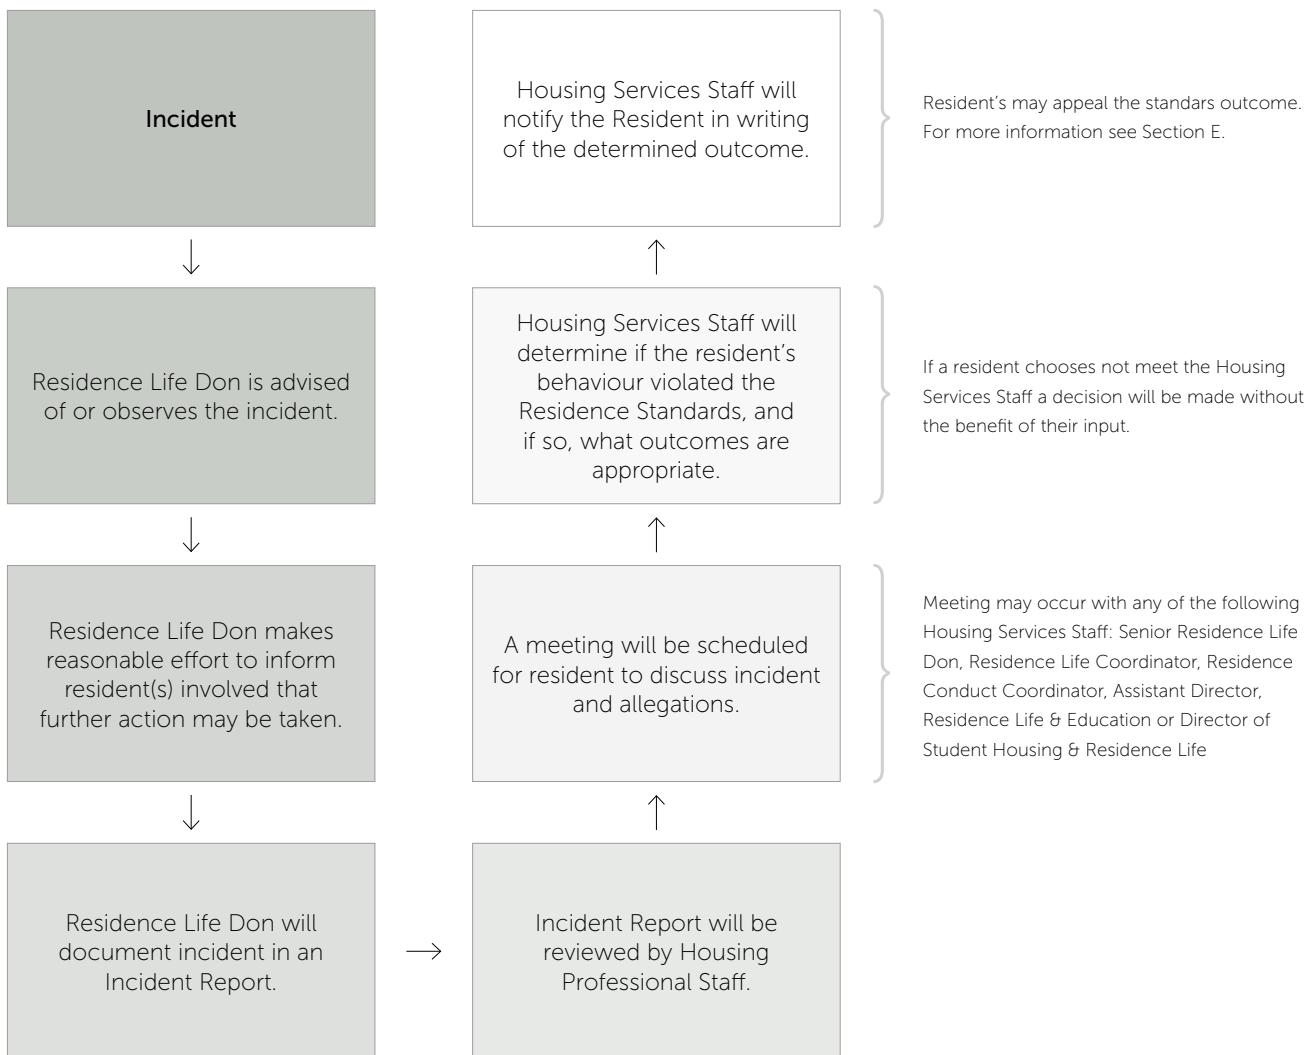 Incident
Residence Life Don is advised
of or observes the incident.
Residence Life Don makes
reasonable effort to inform
resident(s) involved that
further action may be taken.
Residence Life Don will
document incident in an
Incident Report.
Incident Report will be
reviewed by Housing
Professional Staff.
A meeting will be scheduled
for resident to discuss incident
and allegations.
Meeting may occur with any of the following
Housing Services Staff: Senior Residence Life
Don, Residence Life Coordinator, Residence
Conduct Coordinator, Assistant Director,
Residence Life & Education or Director of
Student Housing & Residence Life
Housing Services Staff will
determine if the resident's
behaviour violated the
Residence Standards, and
if so, what outcomes are
appropriate.
If a resident chooses not meet the Housing
Services Staff a decision will be made without
the benefit of their input.
Housing Services Staff will
notify the Resident in writing
of the determined outcome.
Resident's may appeal the standars outcome.
For more information see Section E.